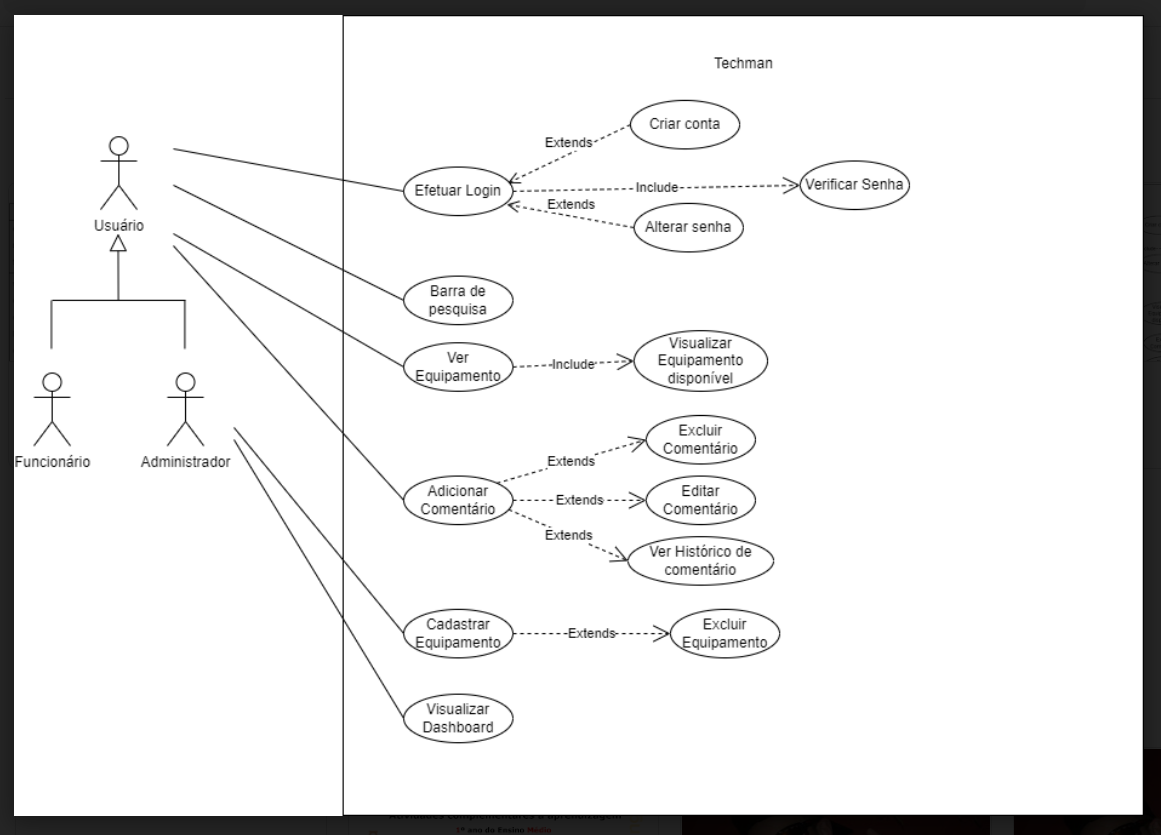 Techman
Criar conta
Extends
Efetuar Login
Include
Verificar Senha
Extends
Alterar senha
Usuário
Barra de
pesquisa
Ver
Equipamento
Include
Visualizar
Equipamento
disponível
Funcionário
Administrador
Adicionar
Comentário
Extends
Excluir
Comentário
Extends
Editar
Comentário
Extends
Ver Histórico de
comentário
Cadastrar
Equipamento
Extends
Excluir
Equipamento
Visualizar
Dashboard
1ª ano do Ensino Médio